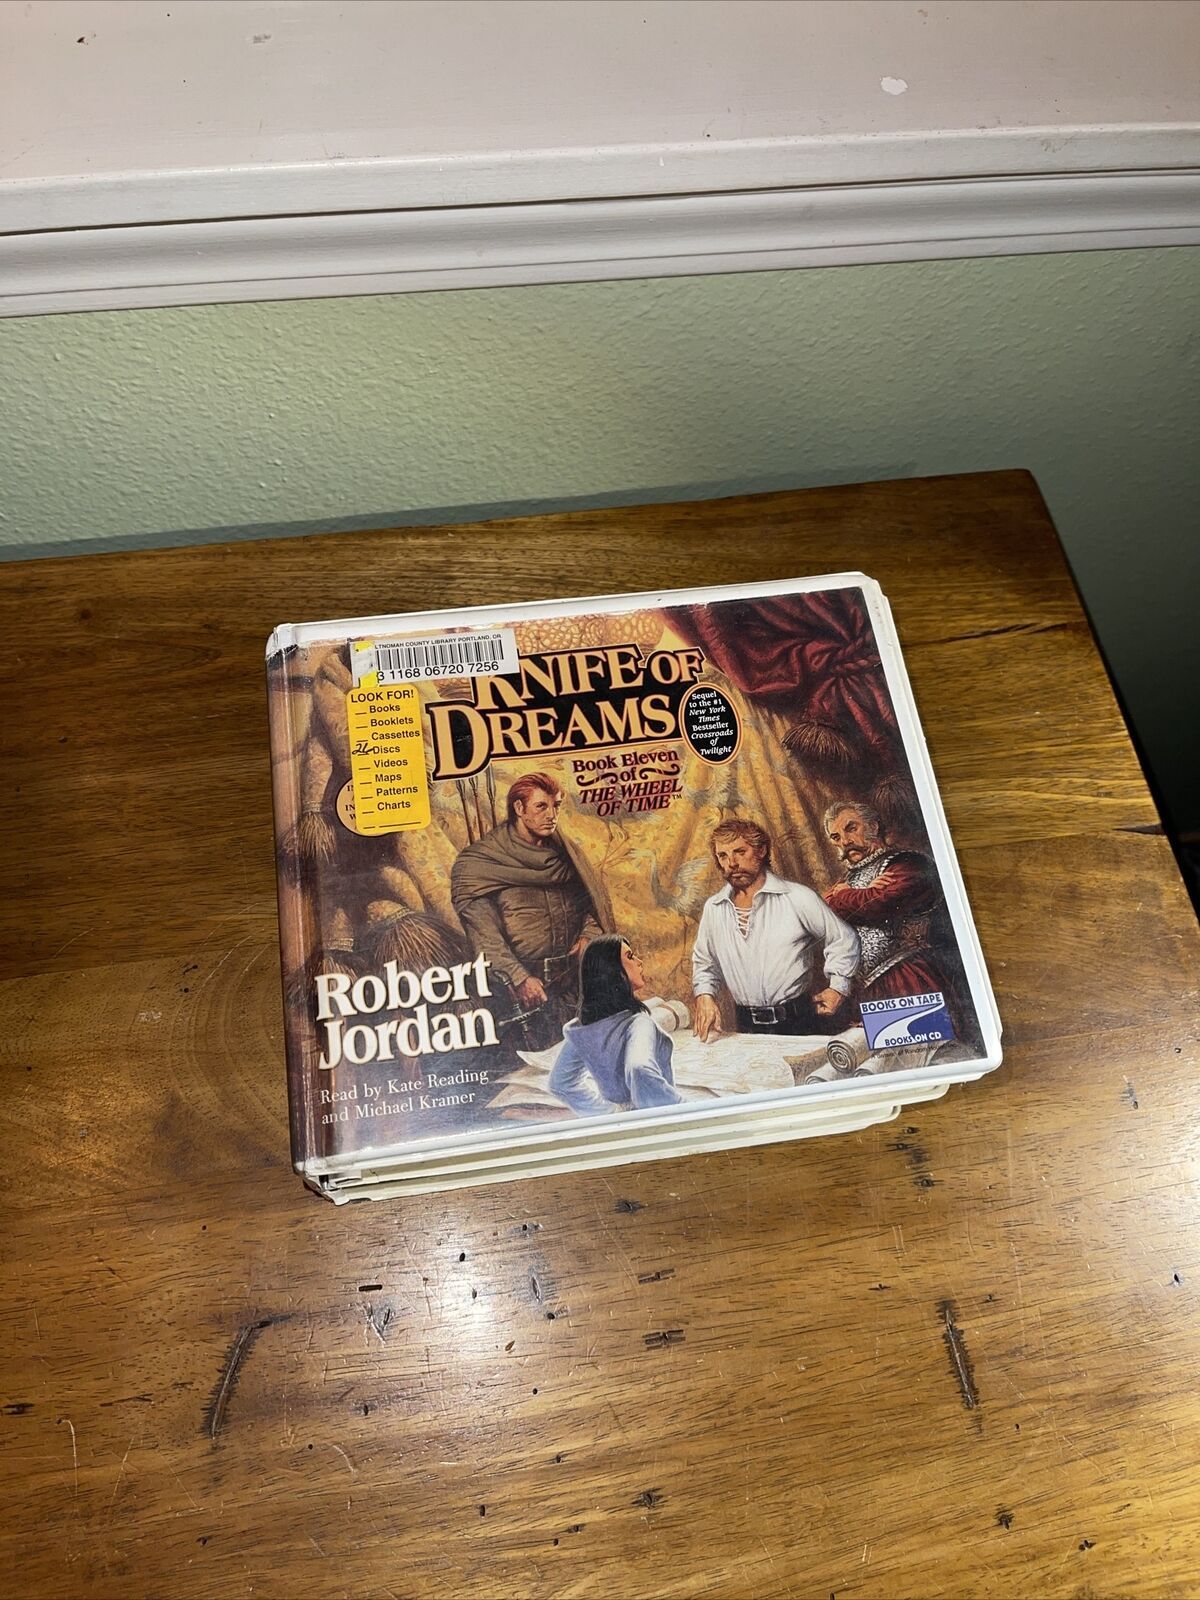 LTNOMAH COUNTY LIBRARY PORTLAND, OR
3 1168 06720 7256
LOOK FOR!
Books
Booklets
Cassettes
Discs
Videos
Maps
Patterns
Charts
KNIFE OF
DREAMS
Sequel
to the #1
New York
Times
Bestseller
Crossroads
of
Twilight
Book Eleven
of
THE WHEEL
OF TIME™
Robert
Jordan
Read by Kate Reading
and Michael Kramer
BOOKS ON TAPE
BOOKS ON CD